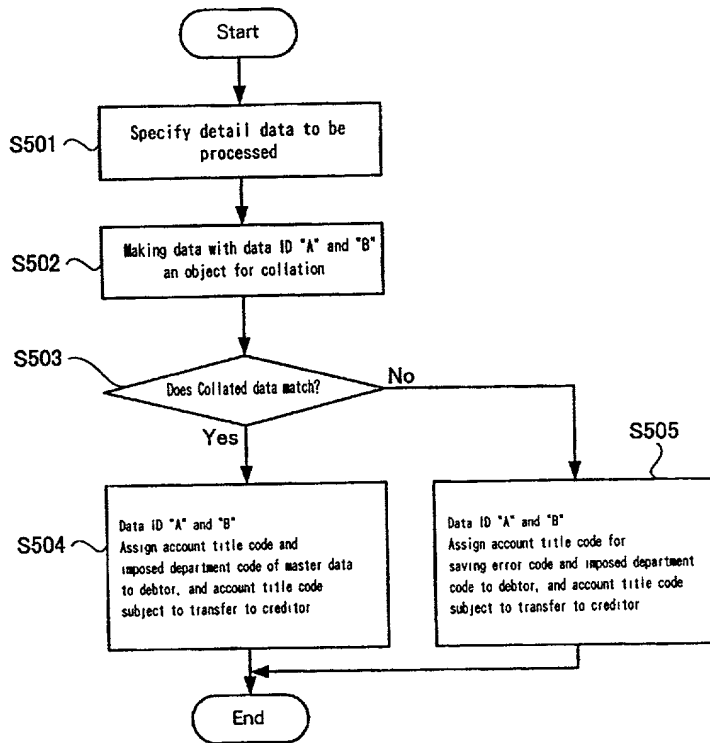 Start
S501
Specify detail data to be
processed
S502
Making data with data ID "A" and "B"
an object for collation
S503
Does Collated data match?
No
Yes
S505
S504
Data ID "A" and "B"
Assign account title code and
imposed department code of master data
to debtor, and account title code
subject to transfer to creditor
Data ID "A" and "B"
Assign account title code for
saving error code and imposed department
code to debtor, and account title code
subject to transfer to creditor
End